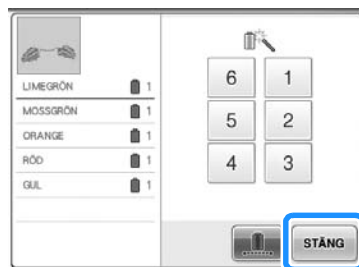 LIMEGRÖN 1
MOSSGRÖN 1
ORANGE 1
RÖD 1
GUL 1
6 1
5 2
4 3
STÄNG